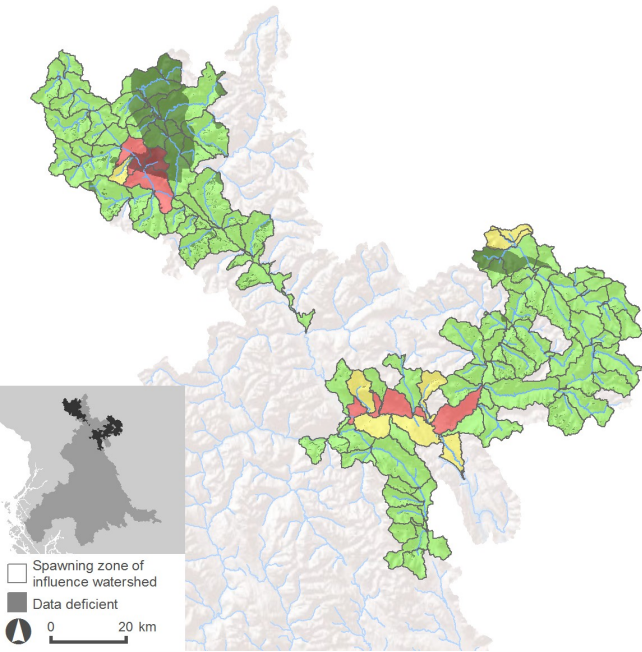 Spawning zone of
influence watershed
Data deficient
0 20 km